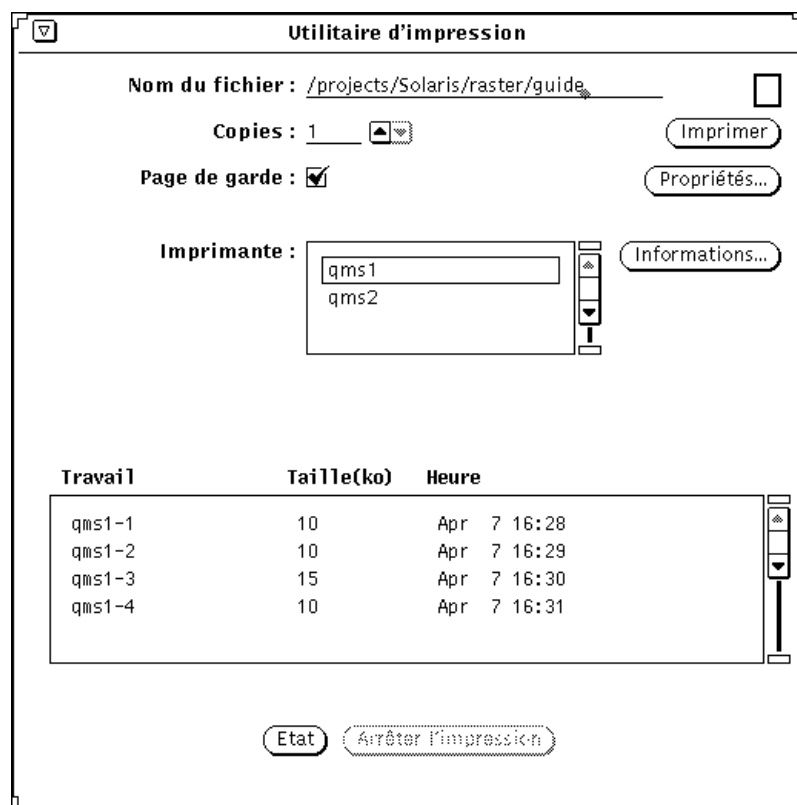 Utilitaire d'impression
Nom du fichier : /projects/Solaris/raster/guide
Copies : 1
Imprimer
Page de garde :
Propriétés...
Imprimante :
Informations...
qms1
qms2
Travail Taille(ko) Heure
qms1-1 10 Apr 7 16:28
qms1-2 10 Apr 7 16:29
qms1-3 15 Apr 7 16:30
qms1-4 10 Apr 7 16:31
Etat Arrêter l'impression